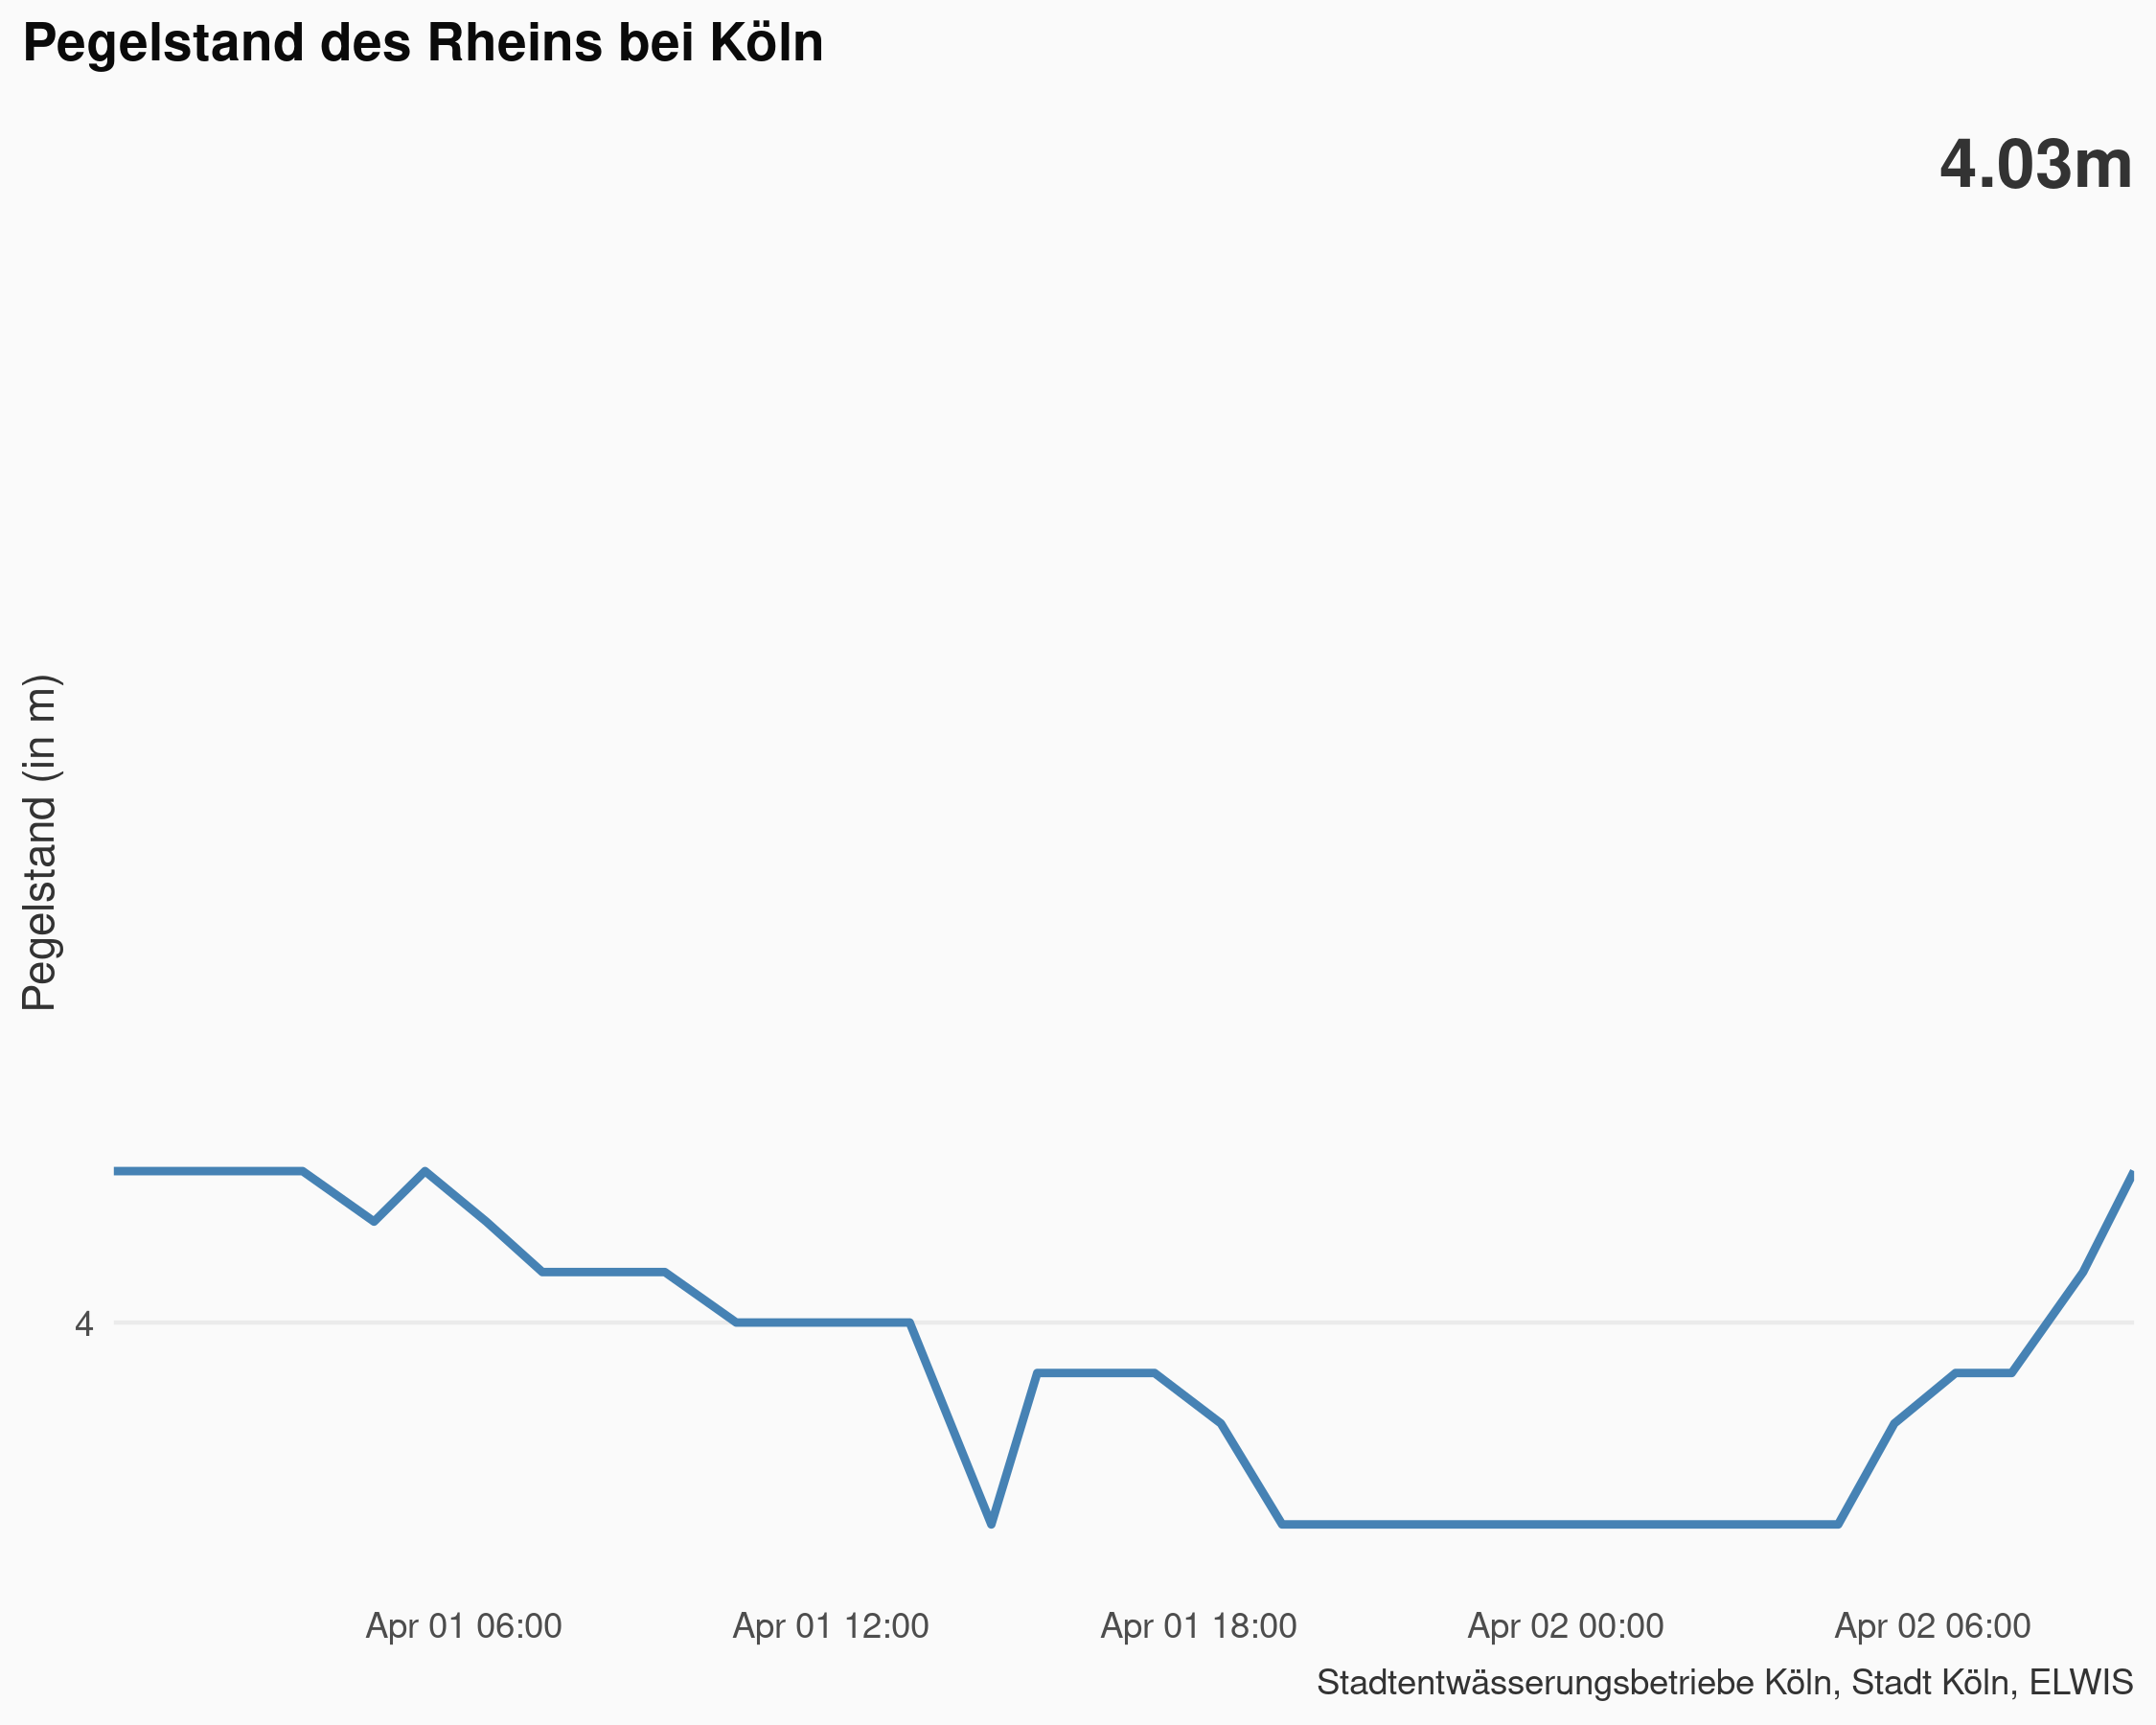 Pegelstand des Rheins bei Köln
4.03m
Pegelstand (in m)
4
Apr 01 06:00 Apr 01 12:00 Apr 01 18:00 Apr 02 00:00 Apr 02 06:00
Stadtentwässerungsbetriebe Köln, Stadt Köln, ELWIS